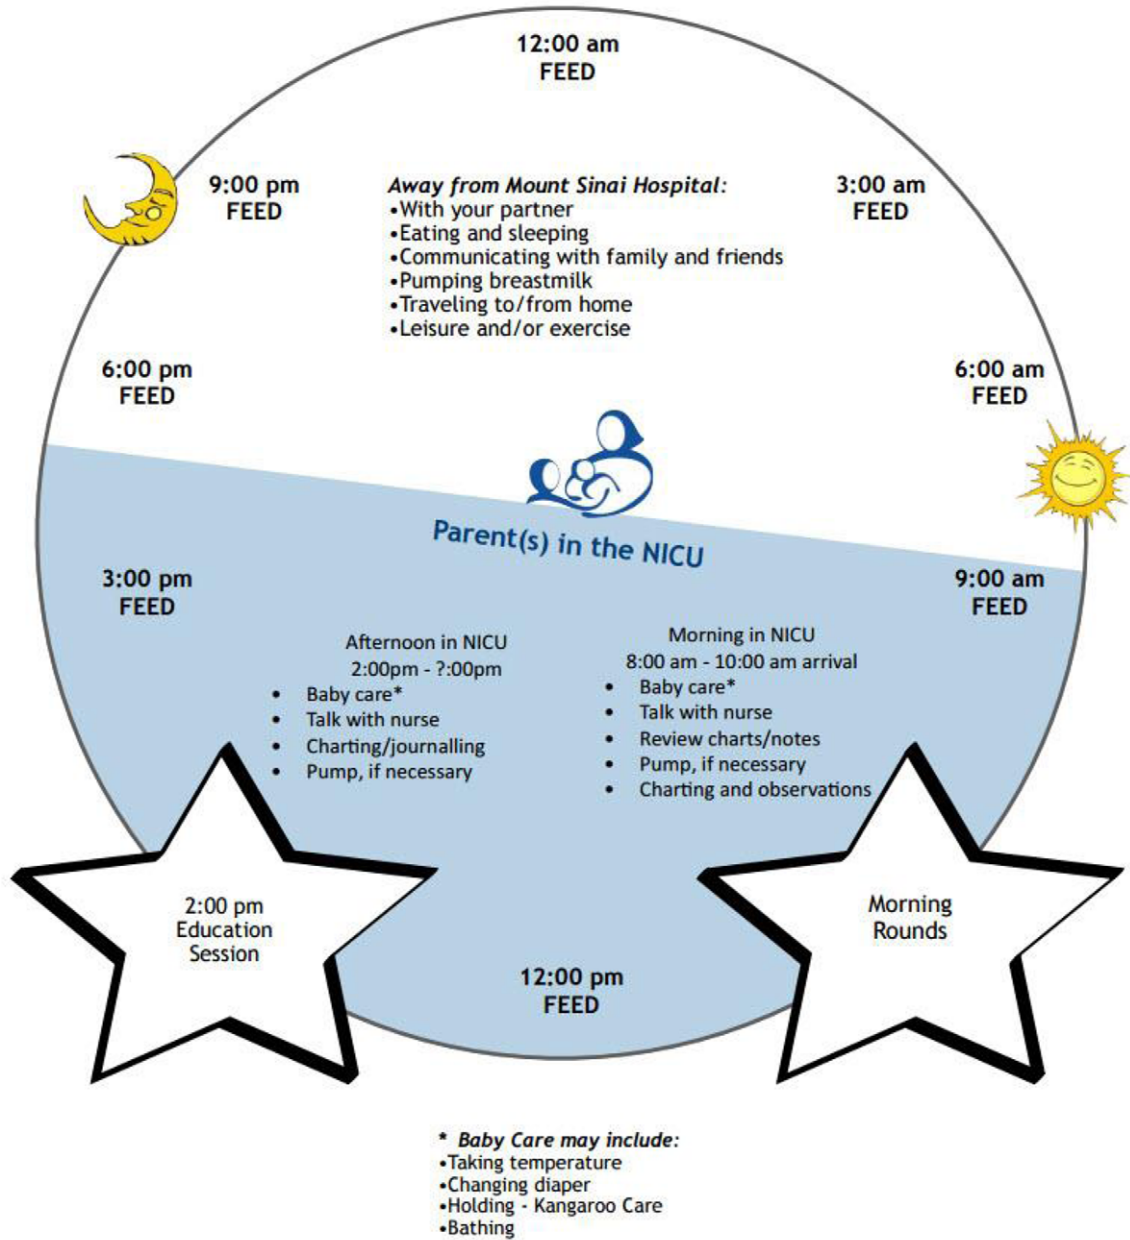 12:00 am
FEED
9:00 pm
FEED
Away from Mount Sinai Hospital:
•With your partner
•Eating and sleeping
•Communicating with family and friends
•Pumping breastmilk
•Traveling to/from home
•Leisure and/or exercise
3:00 am
FEED
6:00 pm
FEED
6:00 am
FEED
Parent(s) in the NICU
3:00 pm
FEED
9:00 am
FEED
Afternoon in NICU
2:00pm - ?:00pm
• Baby care*
• Talk with nurse
• Charting/journalling
• Pump, if necessary
Morning in NICU
8:00 am - 10:00 am arrival
• Baby care*
• Talk with nurse
• Review charts/notes
• Pump, if necessary
• Charting and observations
2:00 pm
Education
Session
Morning
Rounds
12:00 pm
FEED
* Baby Care may include:
•Taking temperature
•Changing diaper
•Holding - Kangaroo Care
•Bathing